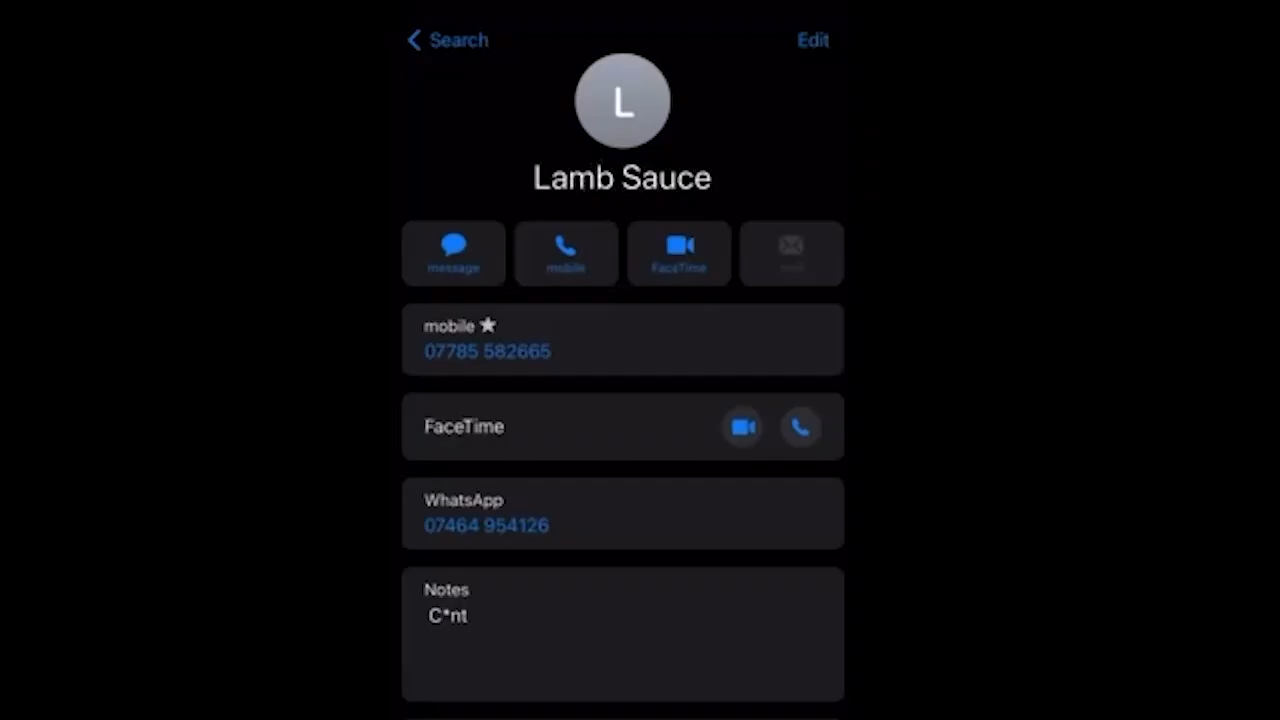 Search
Edit
L
Lamb Sauce
message
mobile
FaceTime
mobile ★
07785 582665
FaceTime
WhatsApp
07464 954126
Notes
C*nt